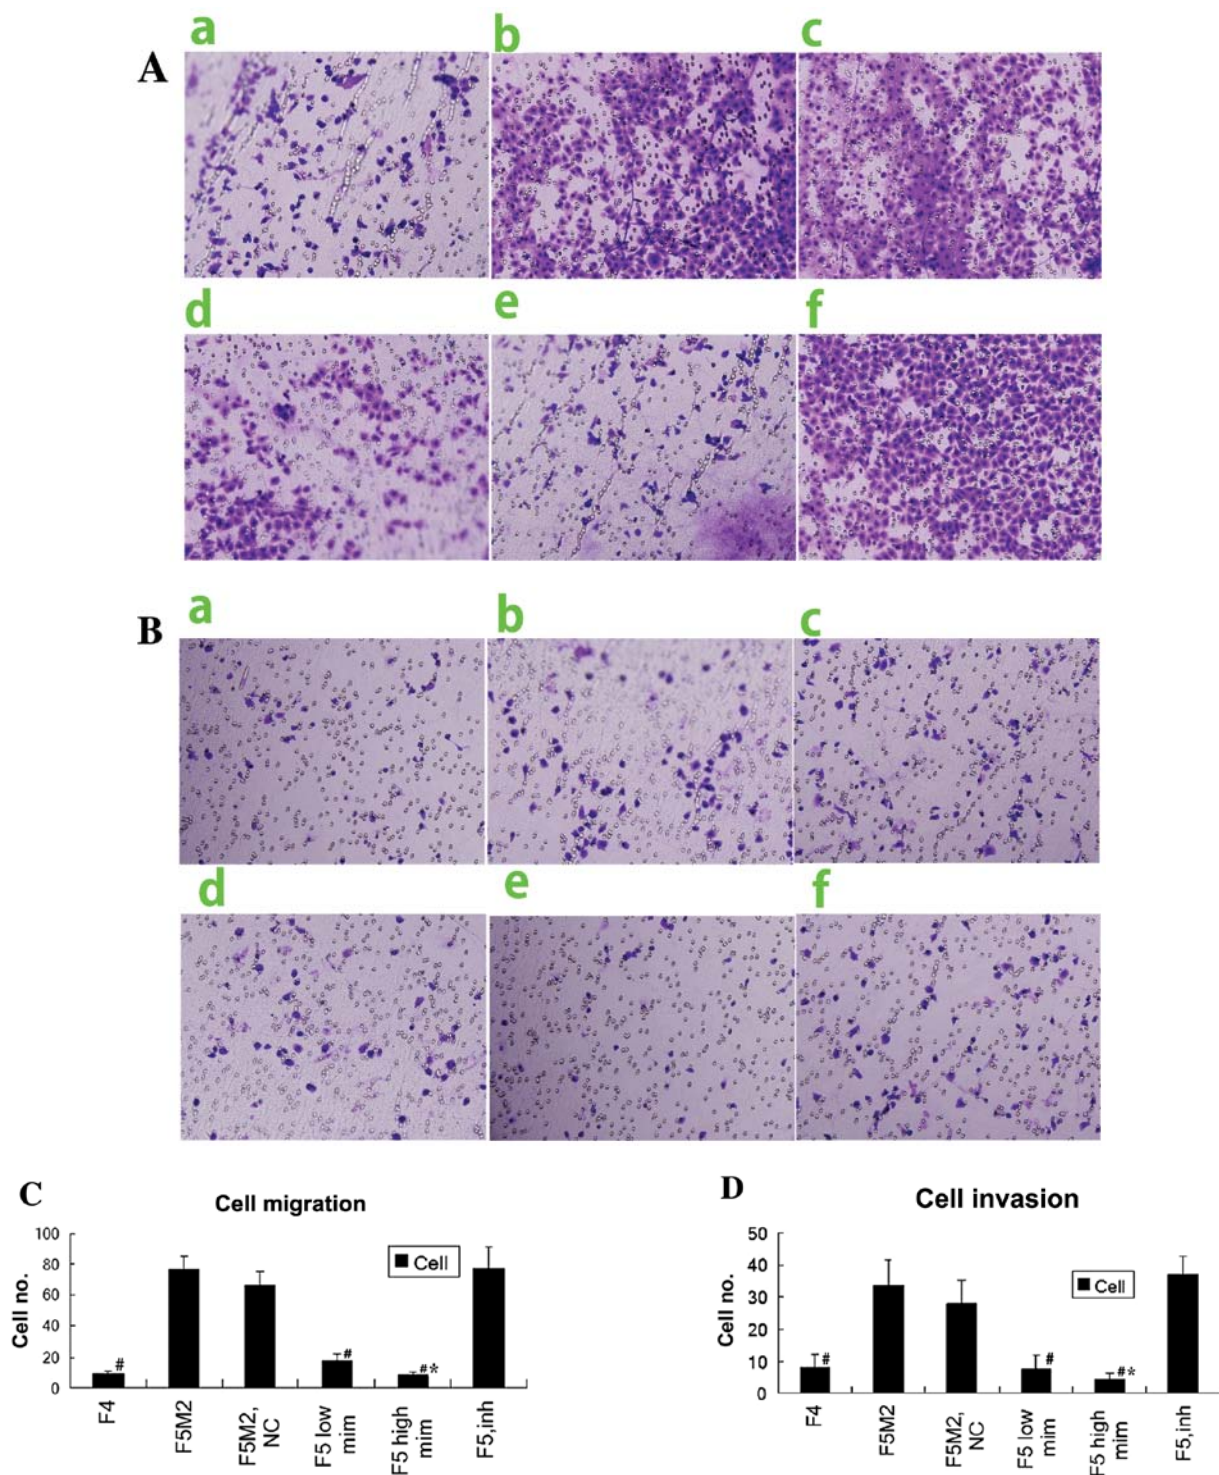 A
a
b
c
d
e
f
B
a
b
c
d
e
f
C
Cell migration
Cell no.
100
80
60
40
20
0
Cell
#
#
#*
F4
F5M2
F5M2,
NC
F5 low
mim
F5 high
mim
F5,inh
D
Cell invasion
Cell no.
50
40
30
20
10
0
Cell
#
#
#*
F4
F5M2
F5M2,
NC
F5 low
mim
F5 high
mim
F5,inh